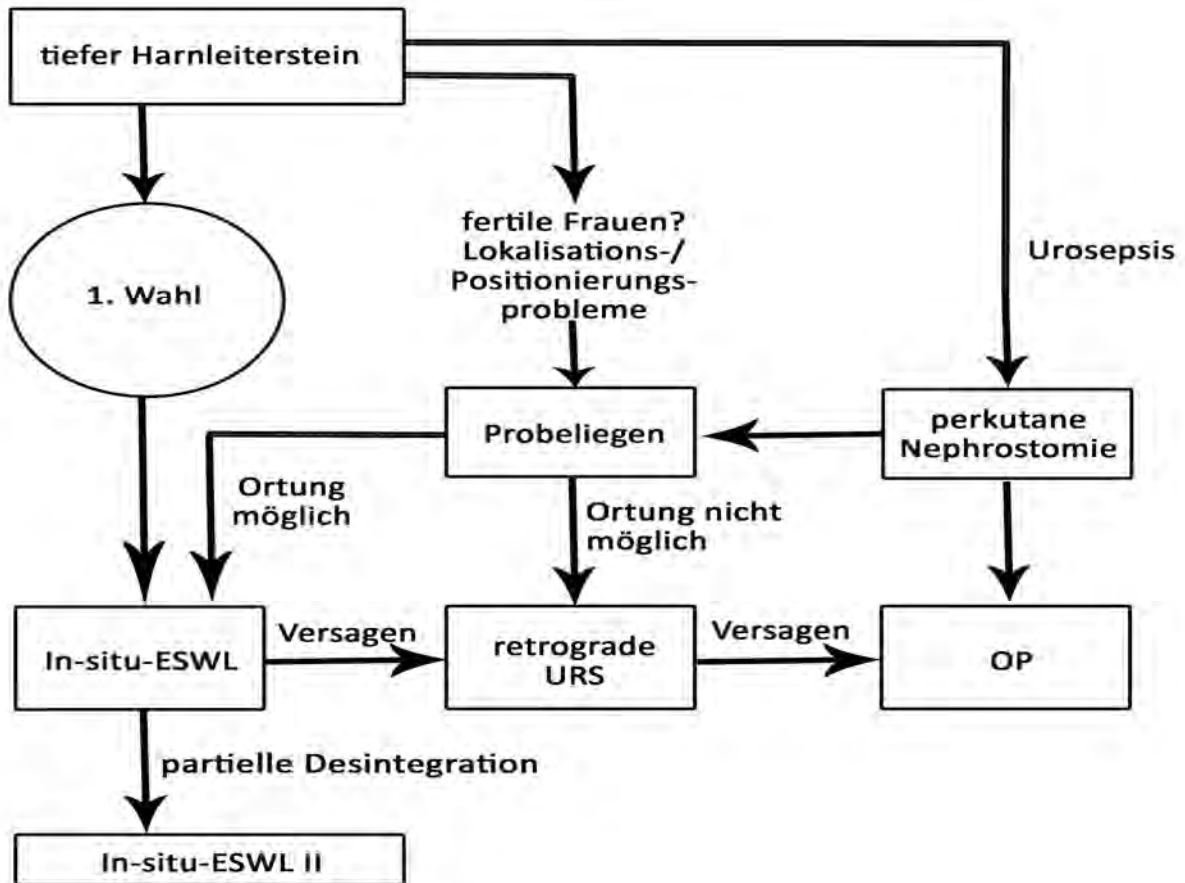 tiefer Harnleiterstein
1. Wahl
fertile Frauen?
Lokalisations-/
Positionierungs-
probleme
Urosepsis
Probeliegen
perkutane
Nephrostomie
Ortung
möglich
Ortung nicht
möglich
In-situ-ESWL
Versagen
retrograde
URS
Versagen
OP
partielle Desintegration
In-situ-ESWL II